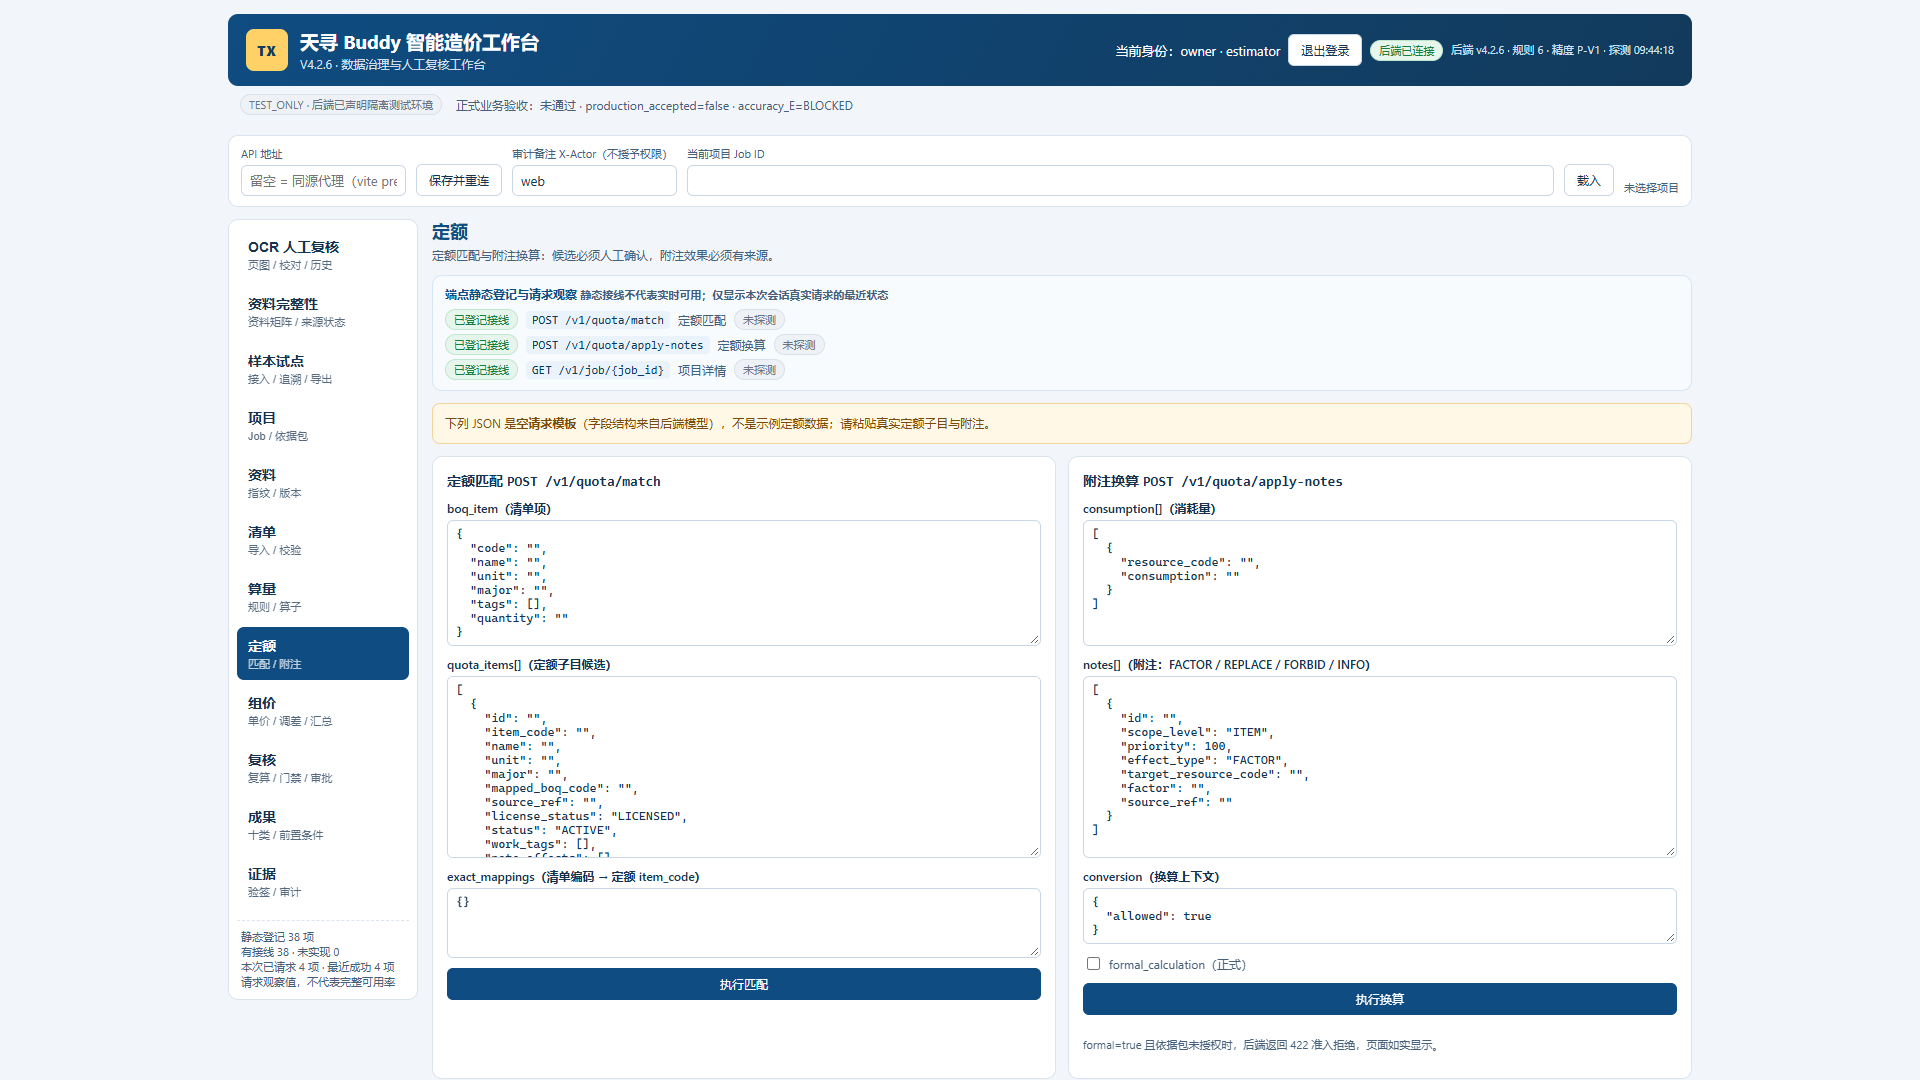 TX
天寻 Buddy 智能造价工作台
V4.2.6 · 数据治理与人工复核工作台
当前身份：owner · estimator
退出登录
后端已连接
后端 v4.2.6 · 规则 6 · 精度 P-V1 · 探测 09:44:18
TEST_ONLY · 后端已声明隔离测试环境
正式业务验收：未通过 · production_accepted=false · accuracy_E=BLOCKED
API 地址
留空 = 同源代理（vite pre
保存并重连
审计备注 X-Actor（不授予权限）
web
当前项目 Job ID
载入
未选择项目
OCR 人工复核
页图 / 校对 / 历史
资料完整性
资料矩阵 / 来源状态
样本试点
接入 / 追溯 / 导出
项目
Job / 依据包
资料
指纹 / 版本
清单
导入 / 校验
算量
规则 / 算子
定额
匹配 / 附注
组价
单价 / 调差 / 汇总
复核
复算 / 门禁 / 审批
成果
十类 / 前置条件
证据
验签 / 审计
静态登记 38 项
有接线 38 · 未实现 0
本次已请求 4 项 · 最近成功 4 项
请求观察值，不代表完整可用率
定额
定额匹配与附注换算：候选必须人工确认，附注效果必须有来源。
端点静态登记与请求观察 静态接线不代表实时可用；仅显示本次会话真实请求的最近状态
已登记接线 POST /v1/quota/match 定额匹配 未探测
已登记接线 POST /v1/quota/apply-notes 定额换算 未探测
已登记接线 GET /v1/job/{job_id} 项目详情 未探测
下列 JSON 是空请求模板（字段结构来自后端模型），不是示例定额数据；请粘贴真实定额子目与附注。
定额匹配 POST /v1/quota/match
boq_item（清单项）
{
"code": "",
"name": "",
"unit": "",
"major": "",
"tags": [],
"quantity": ""
}
quota_items[]（定额子目候选）
[
{
"id": "",
"item_code": "",
"name": "",
"unit": "",
"major": "",
"mapped_boq_code": "",
"source_ref": "",
"license_status": "LICENSED",
"status": "ACTIVE",
"work_tags": [],
exact_mappings（清单编码 → 定额 item_code）
{}
执行匹配
附注换算 POST /v1/quota/apply-notes
consumption[]（消耗量）
[
{
"resource_code": "",
"consumption": ""
}
]
notes[]（附注：FACTOR / REPLACE / FORBID / INFO）
[
{
"id": "",
"scope_level": "ITEM",
"priority": 100,
"effect_type": "FACTOR",
"target_resource_code": "",
"factor": "",
"source_ref": ""
}
]
conversion（换算上下文）
{
"allowed": true
}
formal_calculation（正式）
执行换算
formal=true 且依据包未授权时，后端返回 422 准入拒绝，页面如实显示。